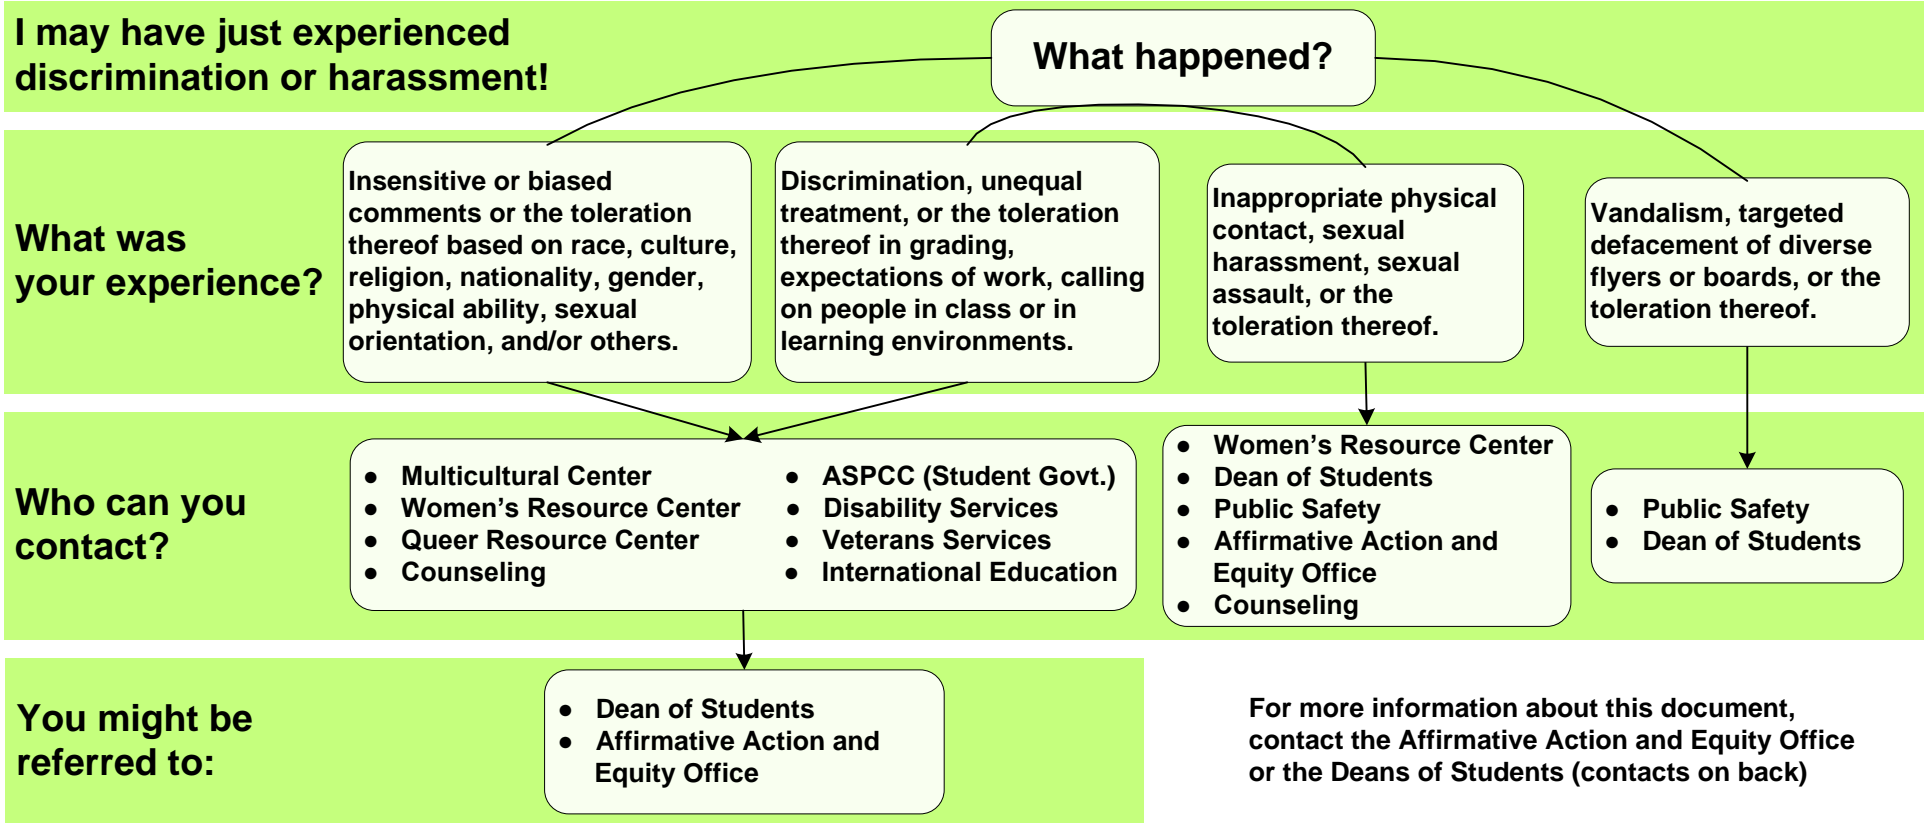 I may have just experienced
discrimination or harassment!
What happened?
What was
your experience?
Insensitive or biased
comments or the toleration
thereof based on race, culture,
religion, nationality, gender,
physical ability, sexual
orientation, and/or others.
Discrimination, unequal
treatment, or the toleration
thereof in grading,
expectations of work, calling
on people in class or in
learning environments.
Inappropriate physical
contact, sexual
harassment, sexual
assault, or the
toleration thereof.
Vandalism, targeted
defacement of diverse
flyers or boards, or the
toleration thereof.
Who can you
contact?
● Multicultural Center
● Women’s Resource Center
● Queer Resource Center
● Counseling
● ASPCC (Student Govt.)
● Disability Services
● Veterans Services
● International Education
● Women’s Resource Center
● Dean of Students
● Public Safety
● Affirmative Action and
Equity Office
● Counseling
● Public Safety
● Dean of Students
You might be
referred to:
● Dean of Students
● Affirmative Action and
Equity Office
For more information about this document,
contact the Affirmative Action and Equity Office
or the Deans of Students (contacts on back)